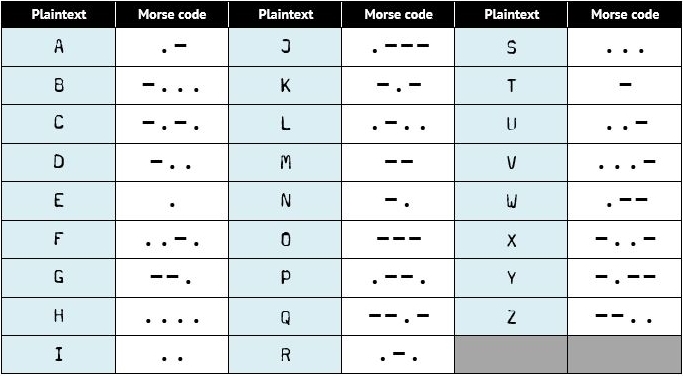 Plaintext Morse code Plaintext Morse code Plaintext Morse code
A .- J .--- S ...
B -... K -.- T -
C -.-. L .-.. U ..-
D -.. M -- V ...-
E . N -. W .--
F ..-. O --- X -..-
G --. P .--. Y -.--
H .... Q --.- Z --..
I .. R .-.